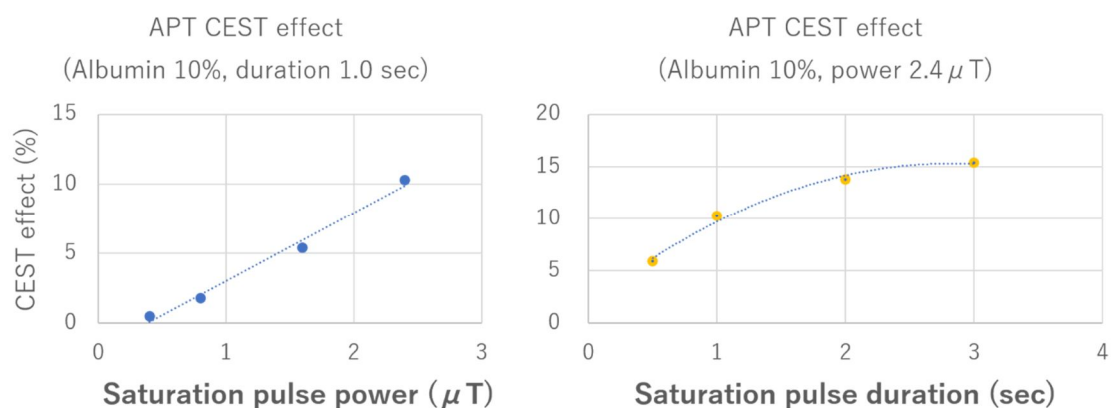 APT CEST effect
(Albumin 10%, duration 1.0 sec)
CEST effect (%)
15
10
5
0
0 1 2 3
Saturation pulse power (μT)
APT CEST effect
(Albumin 10%, power 2.4μT)
20
15
10
5
0
0 1 2 3 4
Saturation pulse duration (sec)